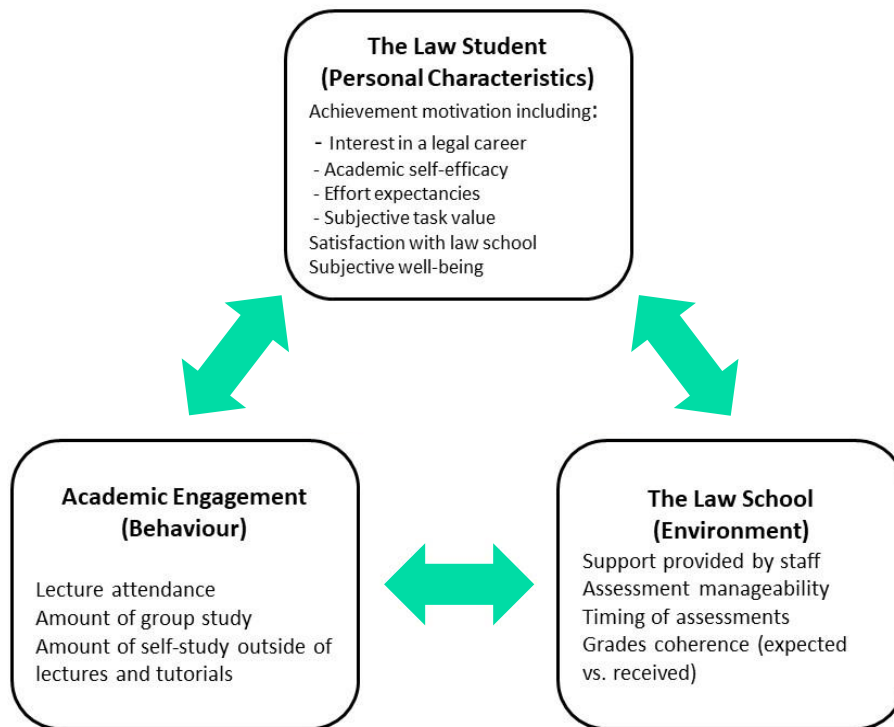 The Law Student
(Personal Characteristics)
Achievement motivation including:
- Interest in a legal career
- Academic self-efficacy
- Effort expectancies
- Subjective task value
Satisfaction with law school
Subjective well-being
Academic Engagement
(Behaviour)
Lecture attendance
Amount of group study
Amount of self-study outside of
lectures and tutorials
The Law School
(Environment)
Support provided by staff
Assessment manageability
Timing of assessments
Grades coherence (expected
vs. received)